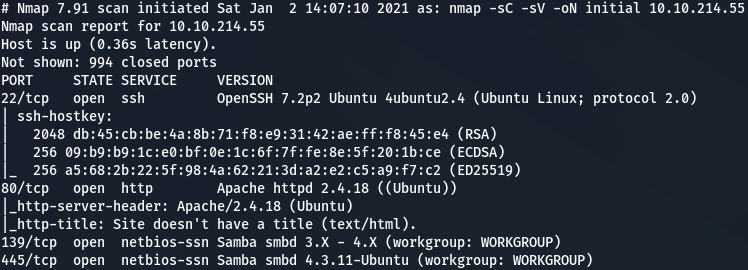 # Nmap 7.91 scan initiated Sat Jan  2 14:07:10 2021 as: nmap -sC -sV -oN initial 10.10.214.55
Nmap scan report for 10.10.214.55
Host is up (0.36s latency).
Not shown: 994 closed ports
PORT     STATE SERVICE     VERSION
22/tcp   open  ssh         OpenSSH 7.2p2 Ubuntu 4ubuntu2.4 (Ubuntu Linux; protocol 2.0)
| ssh-hostkey:
|   2048 db:45:cb:be:4a:8b:71:f8:e9:31:42:ae:ff:f8:45:e4 (RSA)
|   256 09:b9:b9:1c:e0:bf:0e:1c:6f:7f:fe:8e:5f:20:1b:ce (ECDSA)
|_  256 a5:68:2b:22:5f:98:4a:62:21:3d:a2:e2:c5:a9:f7:c2 (ED25519)
80/tcp   open  http        Apache httpd 2.4.18 ((Ubuntu))
|_http-server-header: Apache/2.4.18 (Ubuntu)
|_http-title: Site doesn't have a title (text/html).
139/tcp  open  netbios-ssn Samba smbd 3.X - 4.X (workgroup: WORKGROUP)
445/tcp  open  netbios-ssn Samba smbd 4.3.11-Ubuntu (workgroup: WORKGROUP)